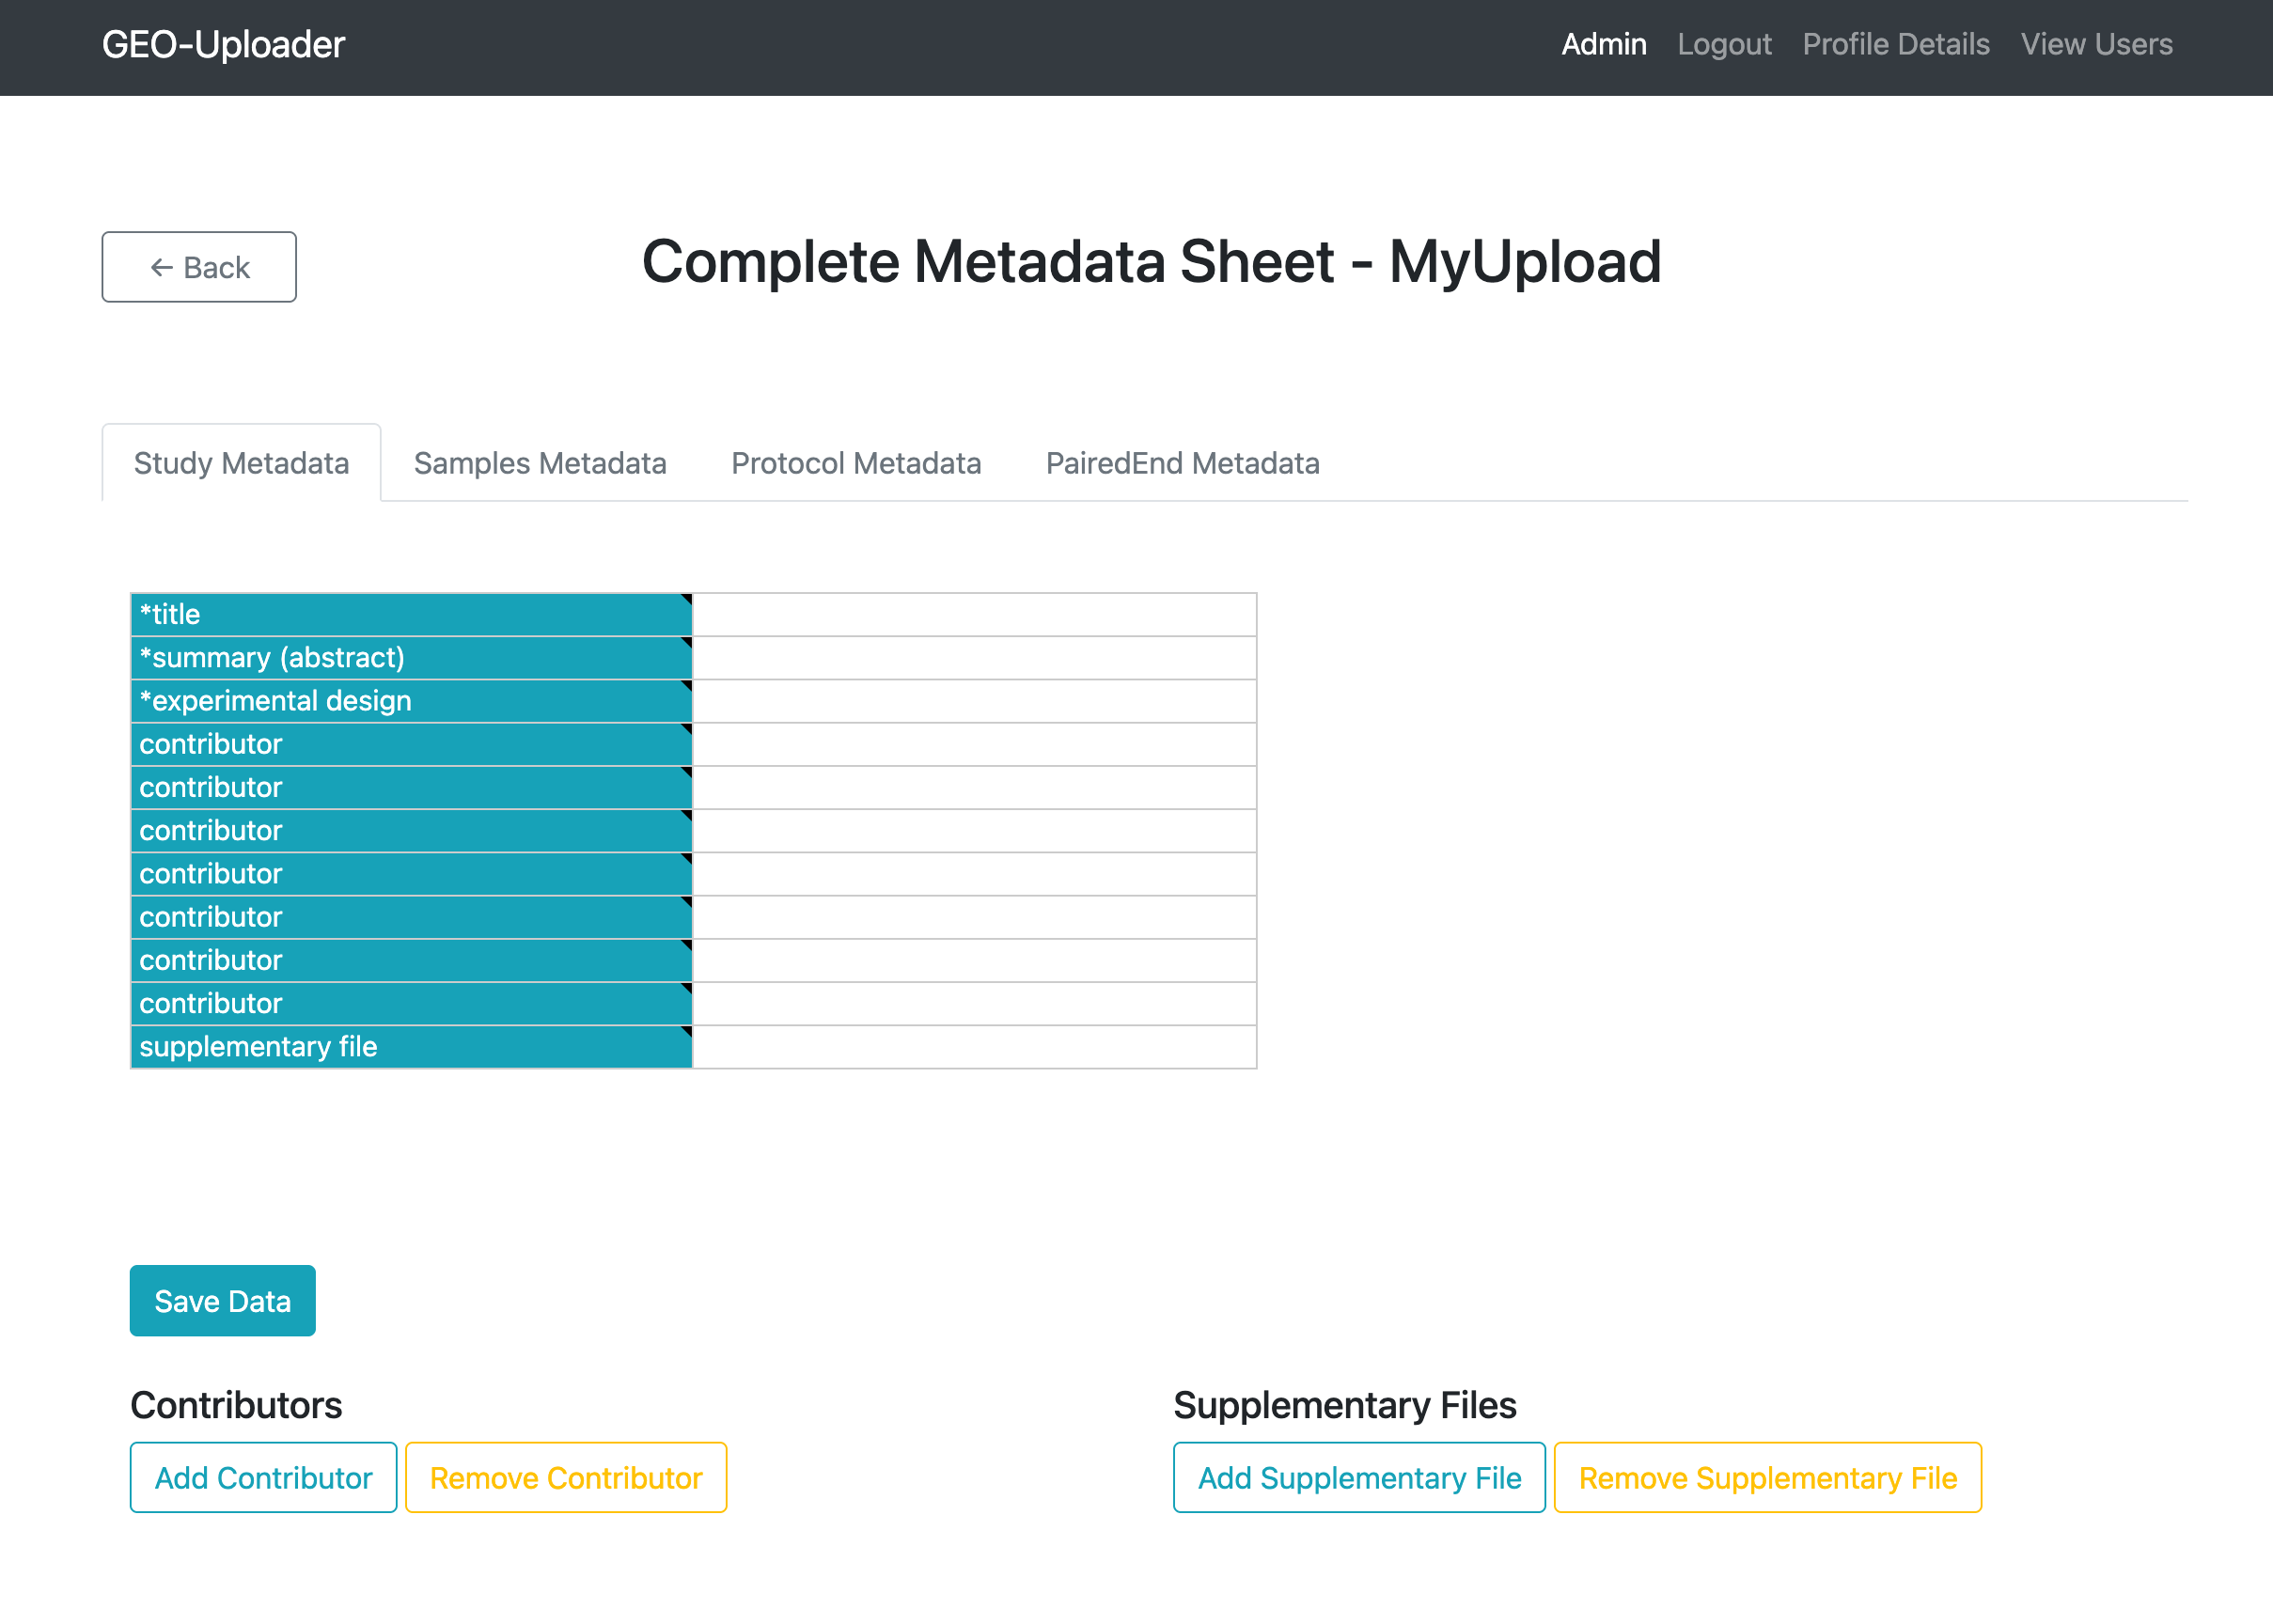 GEO-Uploader Admin Logout Profile Details View Users
← Back
Complete Metadata Sheet - MyUpload
Study Metadata Samples Metadata Protocol Metadata PairedEnd Metadata
*title
*summary (abstract)
*experimental design
contributor
contributor
contributor
contributor
contributor
contributor
contributor
supplementary file
Save Data
Contributors
Add Contributor Remove Contributor
Supplementary Files
Add Supplementary File Remove Supplementary File